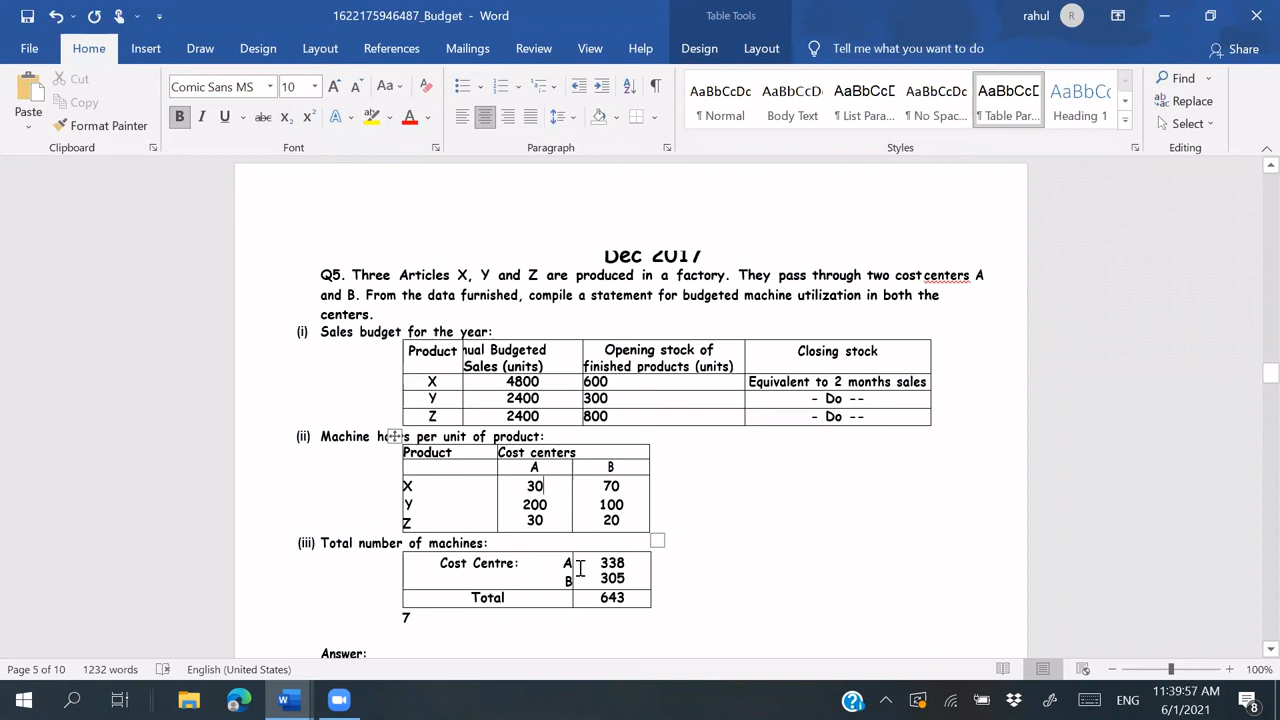 1622175946487_Budget - Word
Table Tools
rahul
R
File Home Insert Draw Design Layout References Mailings Review View Help Design Layout Tell me what you want to do Share
Paste
Cut
Copy
Format Painter
Clipboard
Comic Sans MS 10
Font
Paragraph
AaBbCcDc AaBbCcDc AaBbCcD AaBbCcDc AaBbCcD AaBbCc
¶ Normal Body Text ¶ List Para... ¶ No Spac... ¶ Table Par... Heading 1
Styles
Find
Replace
Select
Editing
Dec 2017
Q5. Three Articles X, Y and Z are produced in a factory. They pass through two cost centers A
and B. From the data furnished, compile a statement for budgeted machine utilization in both the
centers.
(i) Sales budget for the year:
Product nual Budgeted Sales (units) Opening stock of finished products (units) Closing stock
X 4800 600 Equivalent to 2 months sales
Y 2400 300 - Do --
Z 2400 800 - Do --
(ii) Machine hours per unit of product:
Product Cost centers
A B
X 30 70
Y 200 100
Z 30 20
(iii) Total number of machines:
Cost Centre: A 338
B 305
Total 643
7
Answer:
Page 5 of 10 1232 words English (United States) 100%
ENG
11:39:57 AM
6/1/2021
8